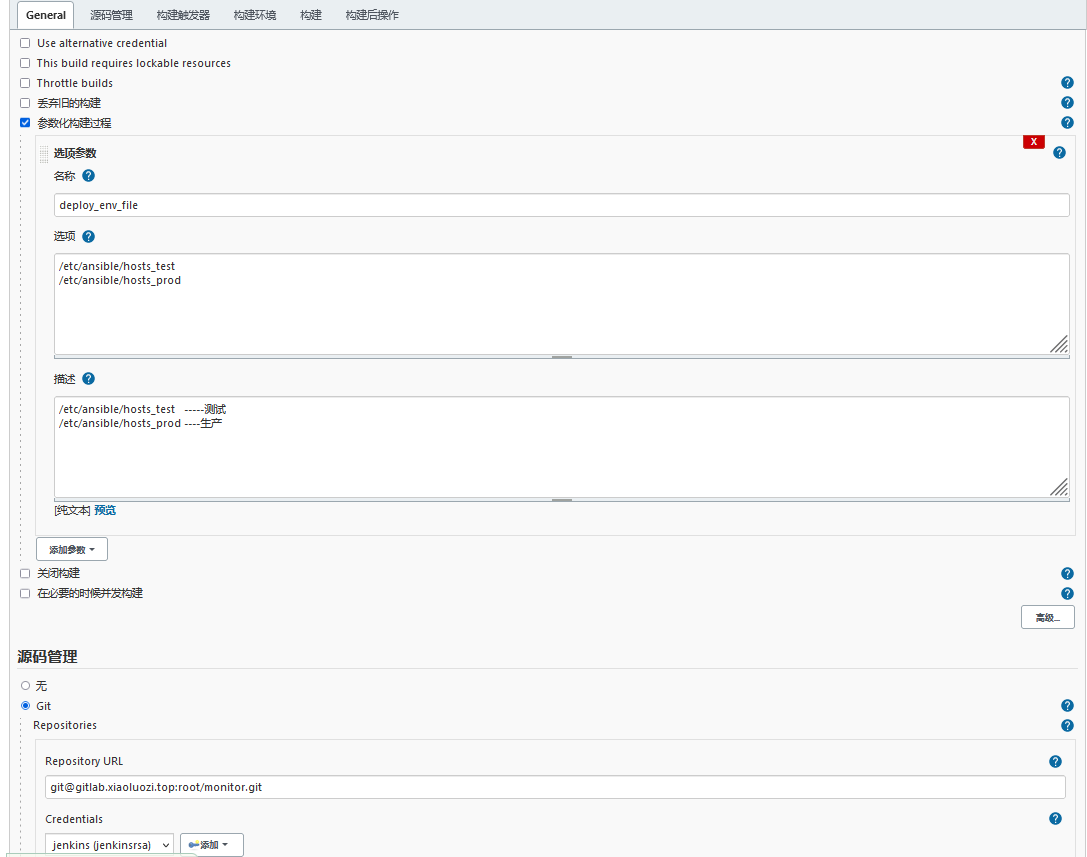 General 源码管理 构建触发器 构建环境 构建 构建后操作
Use alternative credential
This build requires lockable resources
Throttle builds
丢弃旧的构建
参数化构建过程
X
选项参数
名称
deploy_env_file
选项
/etc/ansible/hosts_test
/etc/ansible/hosts_prod
描述
/etc/ansible/hosts_test -----测试
/etc/ansible/hosts_prod ----生产
[纯文本] 预览
添加参数
关闭构建
在必要的时候并发构建
高级...
源码管理
无
Git
Repositories
Repository URL
git@gitlab.xiaoluozi.top:root/monitor.git
Credentials
jenkins (jenkinsrsa) 添加